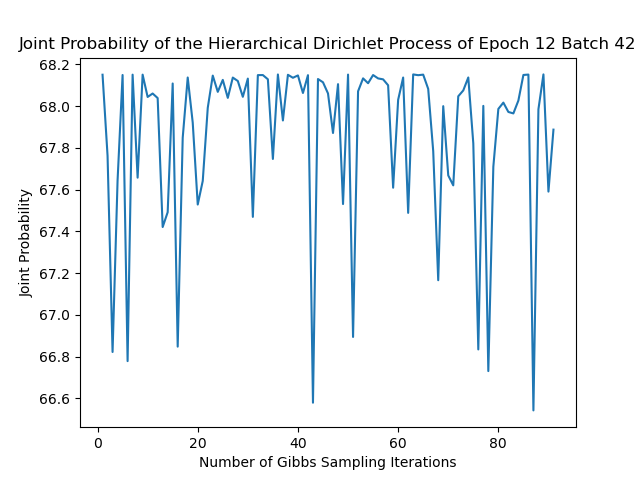 Joint Probability of the Hierarchical Dirichlet Process of Epoch 12 Batch 42
68.2
68.0
67.8
67.6
67.4
67.2
67.0
66.8
66.6
Joint Probability
0 20 40 60 80
Number of Gibbs Sampling Iterations